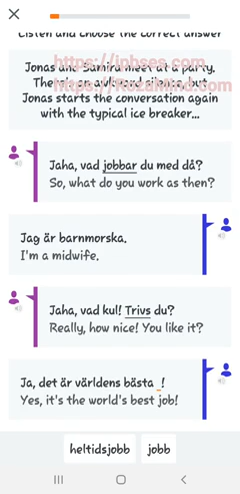 Listen and choose the correct answer
Jonas and Samira meet at a party.
There's an awkward silence, but
Jonas starts the conversation again
with the typical ice breaker...
Jaha, vad jobbar du med då?
So, what do you work as then?
Jag är barnmorska.
I'm a midwife.
Jaha, vad kul! Trivs du?
Really, how nice! You like it?
Ja, det är världens bästa _!
Yes, it's the world's best job!
heltidsjobb jobb